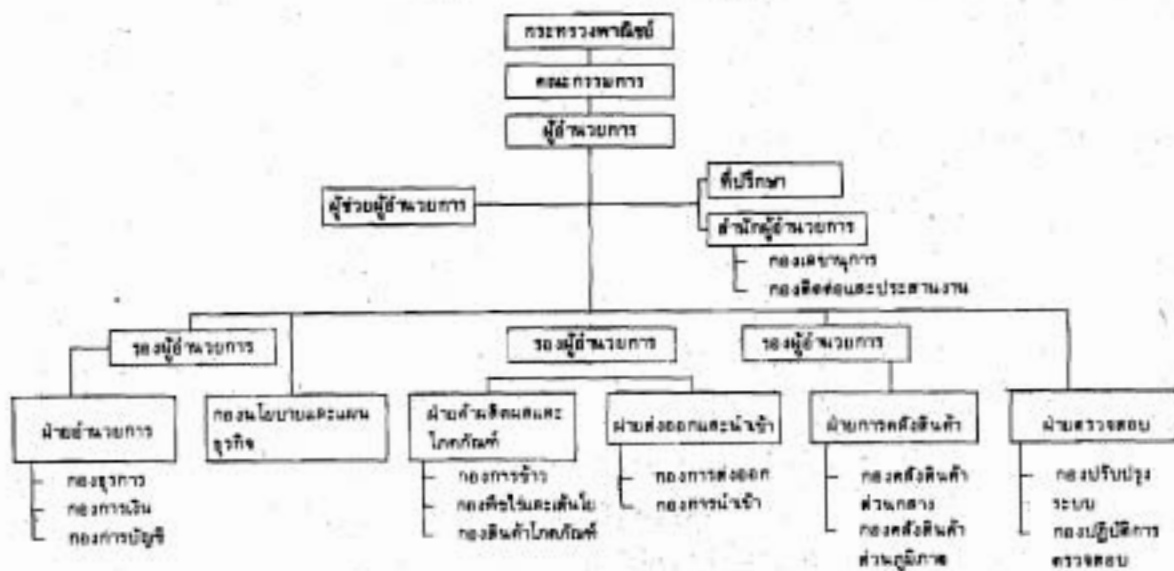 กระทรวงพาณิชย์
คณะกรรมการ
ผู้อำนวยการ
ที่ปรึกษา
ผู้ช่วยผู้อำนวยการ
สำนักผู้อำนวยการ
กองเลขานุการ
กองติดต่อและประสานงาน
รองผู้อำนวยการ
รองผู้อำนวยการ
รองผู้อำนวยการ
ฝ่ายอำนวยการ
กองธุรการ
กองการเงิน
กองการบัญชี
กองนโยบายและแผน
ธุรกิจ
ฝ่ายค้าผลิตผลและ
โภคภัณฑ์
กองการข้าว
กองพืชไร่และเส้นใย
กองสินค้าโภคภัณฑ์
ฝ่ายส่งออกและนำเข้า
กองการส่งออก
กองการนำเข้า
ฝ่ายการคลังสินค้า
กองคลังสินค้า
ส่วนกลาง
กองคลังสินค้า
ส่วนภูมิภาค
ฝ่ายตรวจสอบ
กองปรับปรุง
ระบบ
กองปฏิบัติการ
ตรวจสอบ